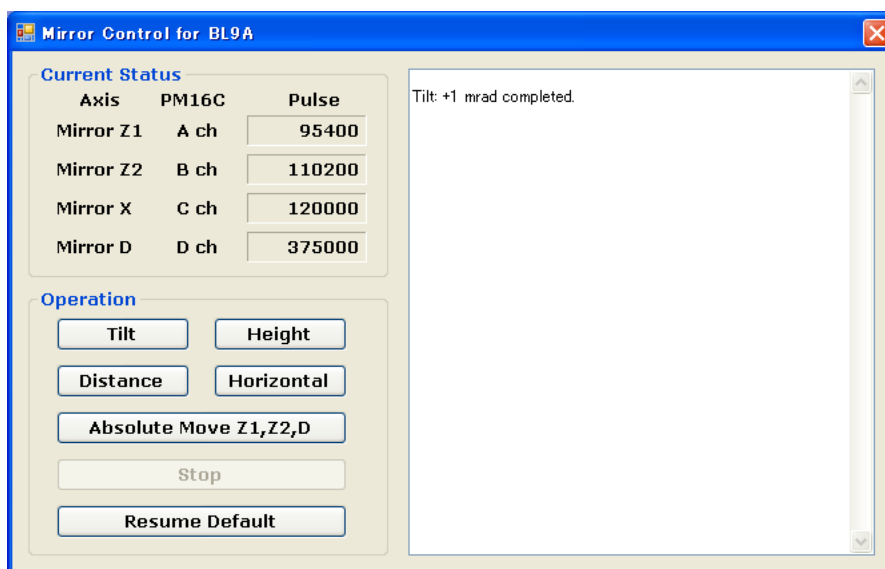 Mirror Control for BL9A
Current Status
Axis PM16C Pulse
Mirror Z1 A ch 95400
Mirror Z2 B ch 110200
Mirror X C ch 120000
Mirror D D ch 375000
Operation
Tilt Height
Distance Horizontal
Absolute Move Z1,Z2,D
Stop
Resume Default
Tilt: +1 mrad completed.